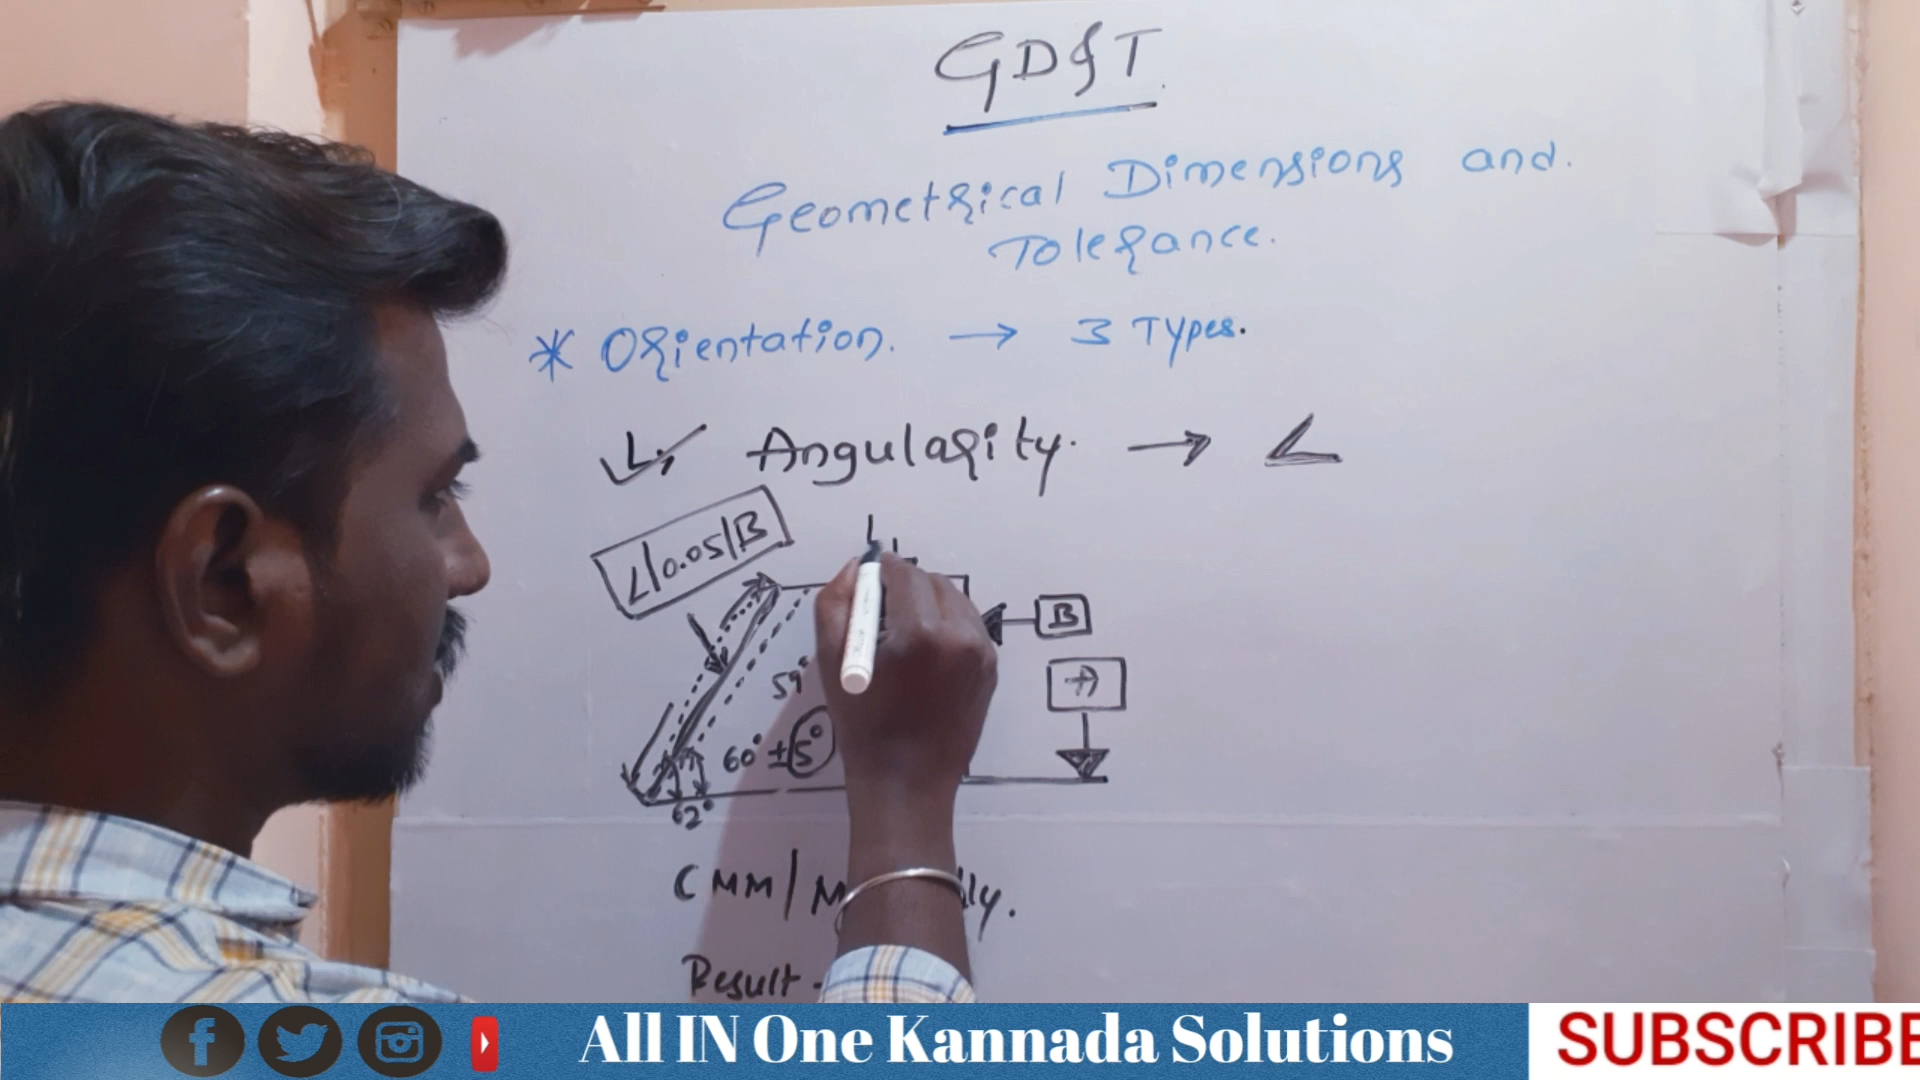 GD&T
Geometrical Dimensions and.
Tolerance.
* Orientation. → 3 Types.
Angularity. → ∠
∠|0.05|B
B
A
59°
60° ±5°
62°
CMM/
Result -
All IN One Kannada Solutions
SUBSCRIBE